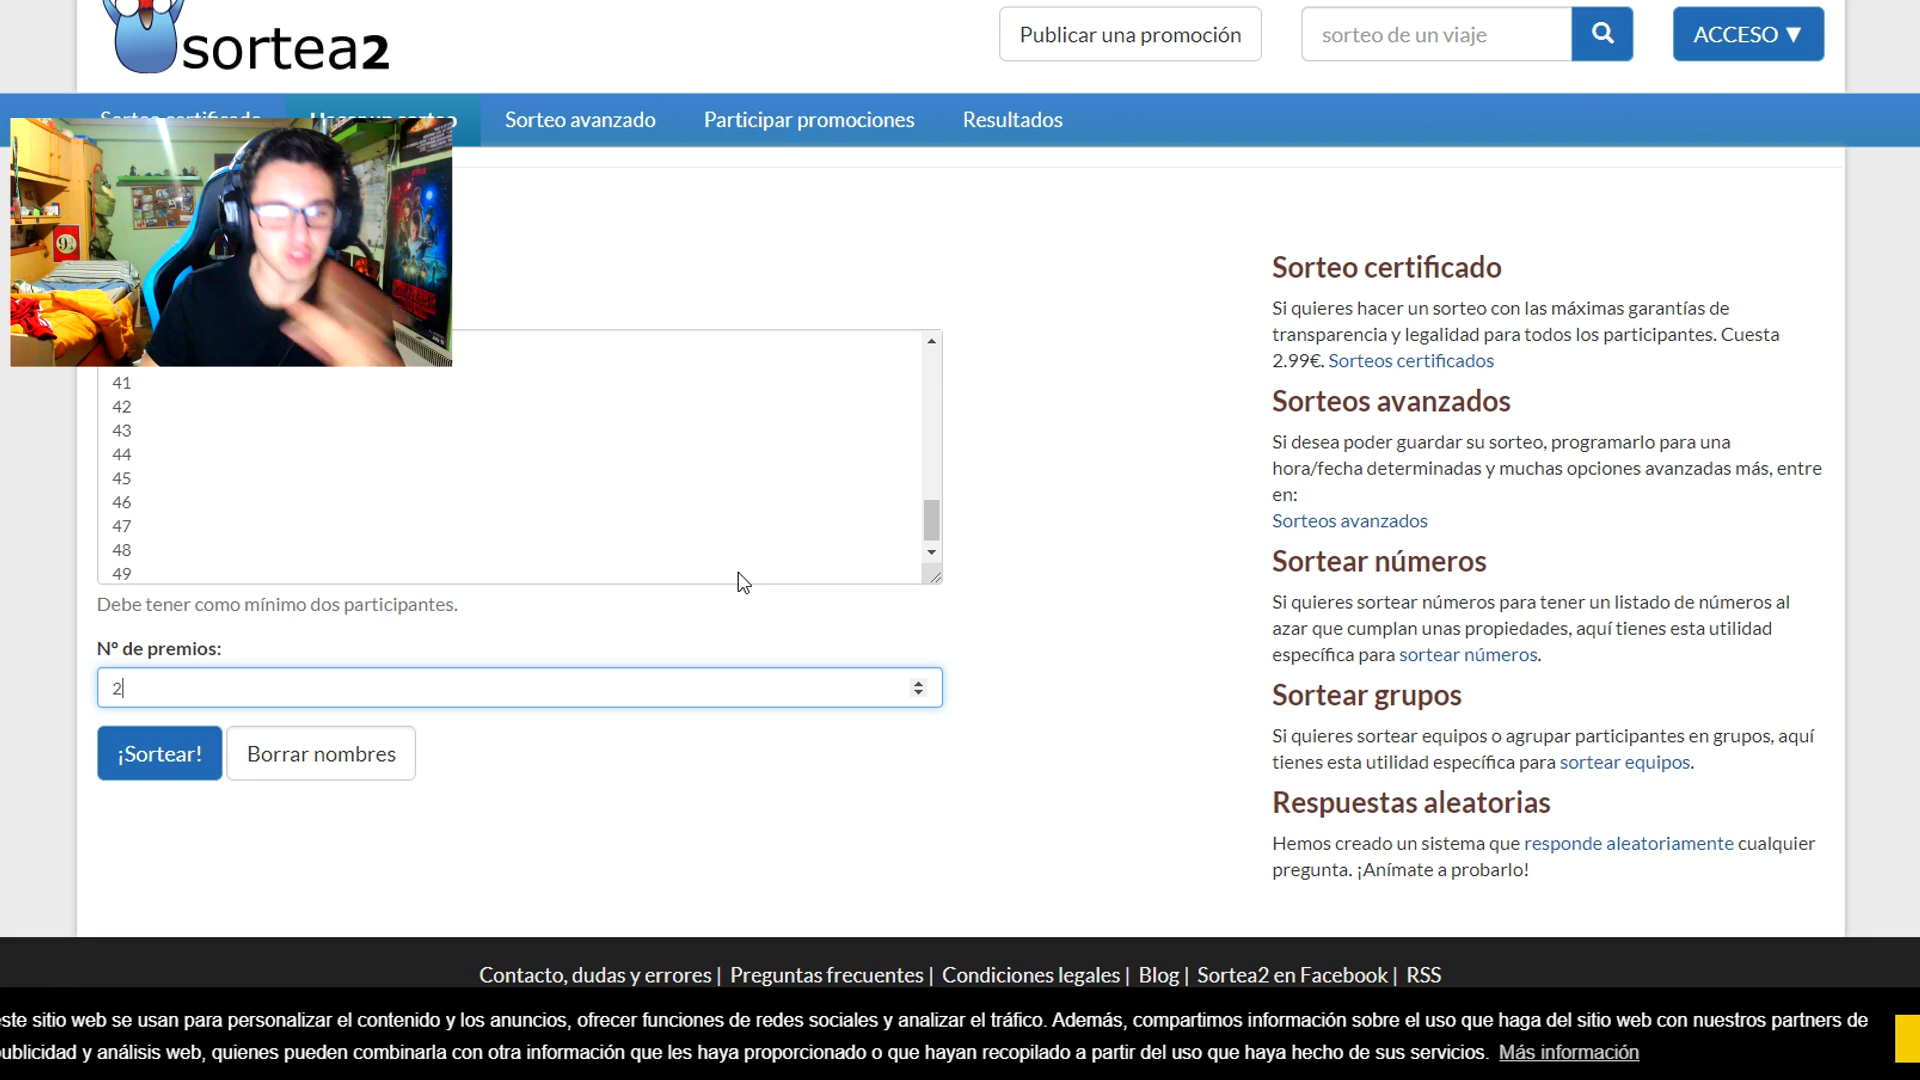 sortea2
Publicar una promoción
sorteo de un viaje
ACCESO ▼
Sorteo avanzado
Participar promociones
Resultados
9¾
41
42
43
44
45
46
47
48
49
Debe tener como mínimo dos participantes.
Nº de premios:
2
¡Sortear!
Borrar nombres
Sorteo certificado
Si quieres hacer un sorteo con las máximas garantías de
transparencia y legalidad para todos los participantes. Cuesta
2.99€. Sorteos certificados
Sorteos avanzados
Si desea poder guardar su sorteo, programarlo para una
hora/fecha determinadas y muchas opciones avanzadas más, entre
en:
Sorteos avanzados
Sortear números
Si quieres sortear números para tener un listado de números al
azar que cumplan unas propiedades, aquí tienes esta utilidad
específica para sortear números.
Sortear grupos
Si quieres sortear equipos o agrupar participantes en grupos, aquí
tienes esta utilidad específica para sortear equipos.
Respuestas aleatorias
Hemos creado un sistema que responde aleatoriamente cualquier
pregunta. ¡Anímate a probarlo!
Contacto, dudas y errores | Preguntas frecuentes | Condiciones legales | Blog | Sortea2 en Facebook | RSS
ste sitio web se usan para personalizar el contenido y los anuncios, ofrecer funciones de redes sociales y analizar el tráfico. Además, compartimos información sobre el uso que haga del sitio web con nuestros partners de
ublicidad y análisis web, quienes pueden combinarla con otra información que les haya proporcionado o que hayan recopilado a partir del uso que haya hecho de sus servicios. Más información